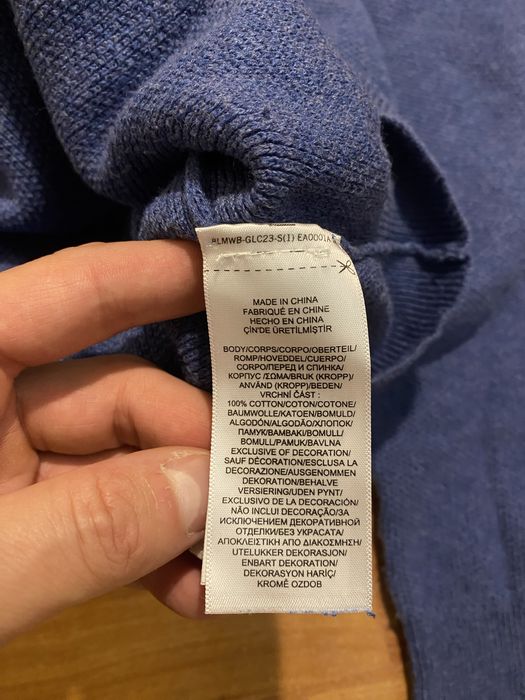 BLMWB-GLC23-S(1) EA0001A
MADE IN CHINA
FABRIQUÉ EN CHINE
HECHO EN CHINA
ÇİN'DE ÜRETİLMİŞTİR
BODY/CORPS/CORPO/OBERTEIL/
ROMP/HOVEDDEL/CUERPO/
CORPO/ПЕРЕД И СПИНКА/
КОРПУС /ΣΩΜΑ/BRUK (KROPP)/
ANVÄND (KROPP)/BEDEN/
VRCHNÍ ČÁST :
100% COTTON/COTON/COTONE/
BAUMWOLLE/KATOEN/BOMULD/
ALGODÓN/ALGODÃO/ХЛОПОК/
ПАМУК/ΒΑΜΒΑΚΙ/BOMULL/
BOMULL/PAMUK/BAVLNA
EXCLUSIVE OF DECORATION/
SAUF DÉCORATION/ESCLUSA LA
DECORAZIONE/AUSGENOMMEN
DEKORATION/BEHALVE
VERSIERING/UDEN PYNT/
EXCLUSIVO DE LA DECORACIÓN/
NÃO INCLUI DECORAÇÃO/ЗА
ИСКЛЮЧЕНИЕМ ДЕКОРАТИВНОЙ
ОТДЕЛКИ/БЕЗ УКРАСАТА/
ΑΠΟΚΛΕΙΣΤΙΚΗ ΑΠΟ ΔΙΑΚΟΣΜΗΣΗ/
UTELUKKER DEKORASJON/
ENBART DEKORATION/
DEKORASYON HARİÇ/
KROMĚ OZDOB